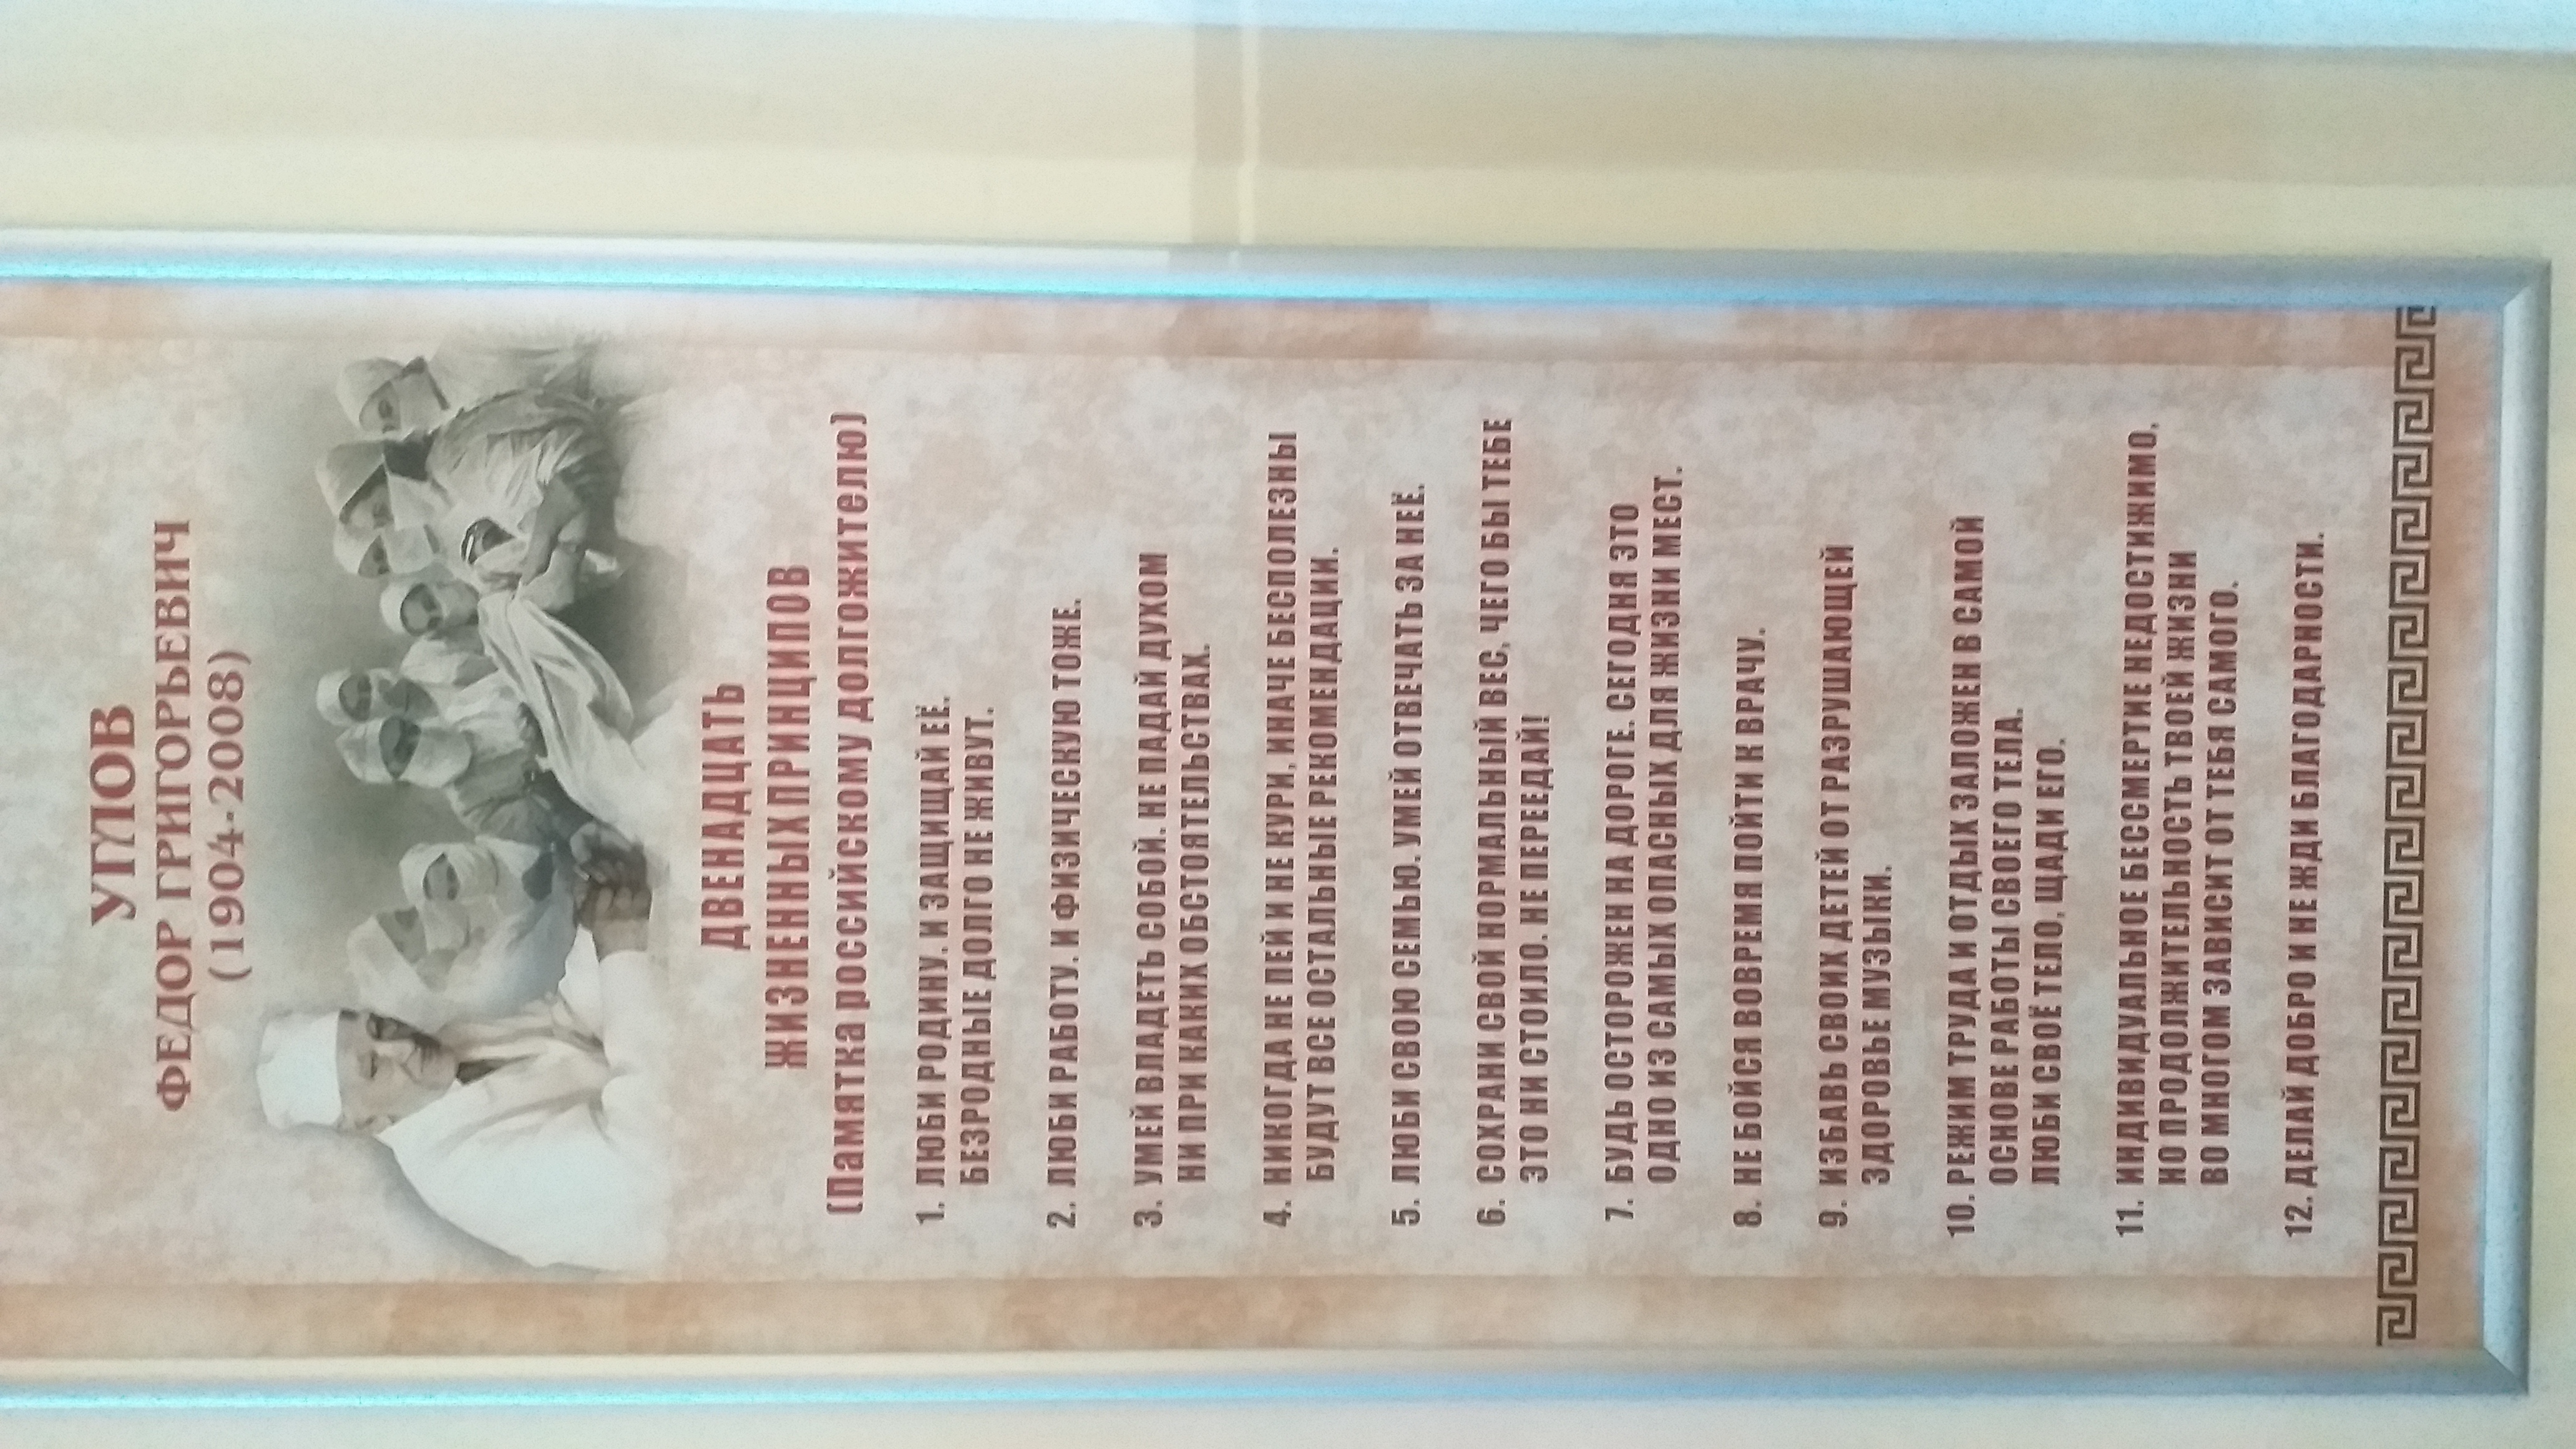 УГЛОВ
ФЕДОР ГРИГОРЬЕВИЧ
(1904-2008)
ДВЕНАДЦАТЬ
ЖИЗНЕННЫХ ПРИНЦИПОВ
(Памятка российскому долгожителю)
1. ЛЮБИ РОДИНУ. И ЗАЩИЩАЙ ЕЁ.
БЕЗРОДНЫЕ ДОЛГО НЕ ЖИВУТ.
2. ЛЮБИ РАБОТУ. И ФИЗИЧЕСКУЮ ТОЖЕ.
3. УМЕЙ ВЛАДЕТЬ СОБОЙ. НЕ ПАДАЙ ДУХОМ
НИ ПРИ КАКИХ ОБСТОЯТЕЛЬСТВАХ.
4. НИКОГДА НЕ ПЕЙ И НЕ КУРИ, ИНАЧЕ БЕСПОЛЕЗНЫ
БУДУТ ВСЕ ОСТАЛЬНЫЕ РЕКОМЕНДАЦИИ.
5. ЛЮБИ СВОЮ СЕМЬЮ. УМЕЙ ОТВЕЧАТЬ ЗА НЕЁ.
6. СОХРАНИ СВОЙ НОРМАЛЬНЫЙ ВЕС, ЧЕГО БЫ ТЕБЕ
ЭТО НИ СТОИЛО. НЕ ПЕРЕДАЙ!
7. БУДЬ ОСТОРОЖЕН НА ДОРОГЕ. СЕГОДНЯ ЭТО
ОДНО ИЗ САМЫХ ОПАСНЫХ ДЛЯ ЖИЗНИ МЕСТ.
8. НЕ БОЙСЯ ВОВРЕМЯ ПОЙТИ К ВРАЧУ.
9. ИЗБАВЬ СВОИХ ДЕТЕЙ ОТ РАЗРУШАЮЩЕЙ
ЗДОРОВЬЕ МУЗЫКИ.
10. РЕЖИМ ТРУДА И ОТДЫХ ЗАЛОЖЕН В САМОЙ
ОСНОВЕ РАБОТЫ СВОЕГО ТЕЛА.
ЛЮБИ СВОЁ ТЕЛО, ЩАДИ ЕГО.
11. ИНДИВИДУАЛЬНОЕ БЕССМЕРТИЕ НЕДОСТИЖИМО,
НО ПРОДОЛЖИТЕЛЬНОСТЬ ТВОЕЙ ЖИЗНИ
ВО МНОГОМ ЗАВИСИТ ОТ ТЕБЯ САМОГО.
12. ДЕЛАЙ ДОБРО И НЕ ЖДИ БЛАГОДАРНОСТИ.